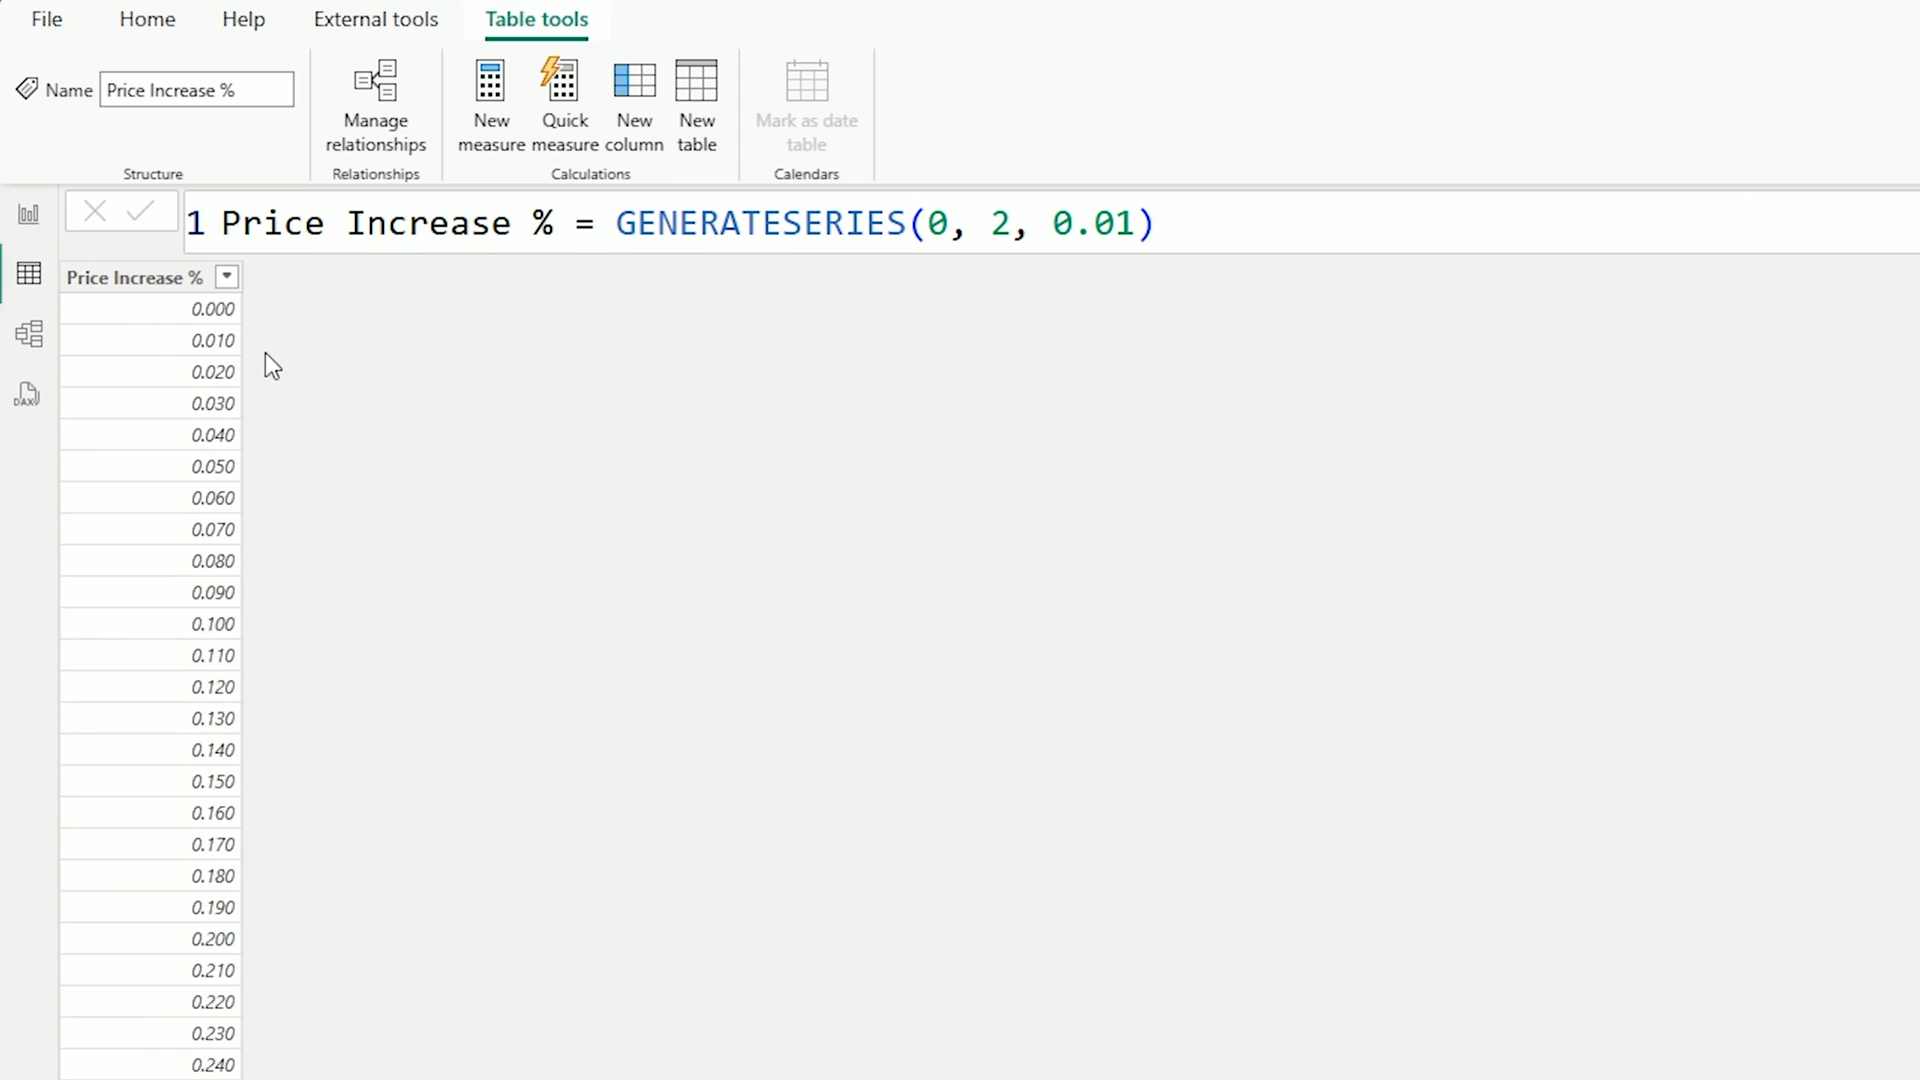 File Home Help External tools Table tools
Name Price Increase %
Manage relationships
New measure
Quick measure
New column
New table
Mark as date table
Structure Relationships Calculations Calendars
1 Price Increase % = GENERATESERIES(0, 2, 0.01)
DAX
Price Increase %
0.000
0.010
0.020
0.030
0.040
0.050
0.060
0.070
0.080
0.090
0.100
0.110
0.120
0.130
0.140
0.150
0.160
0.170
0.180
0.190
0.200
0.210
0.220
0.230
0.240